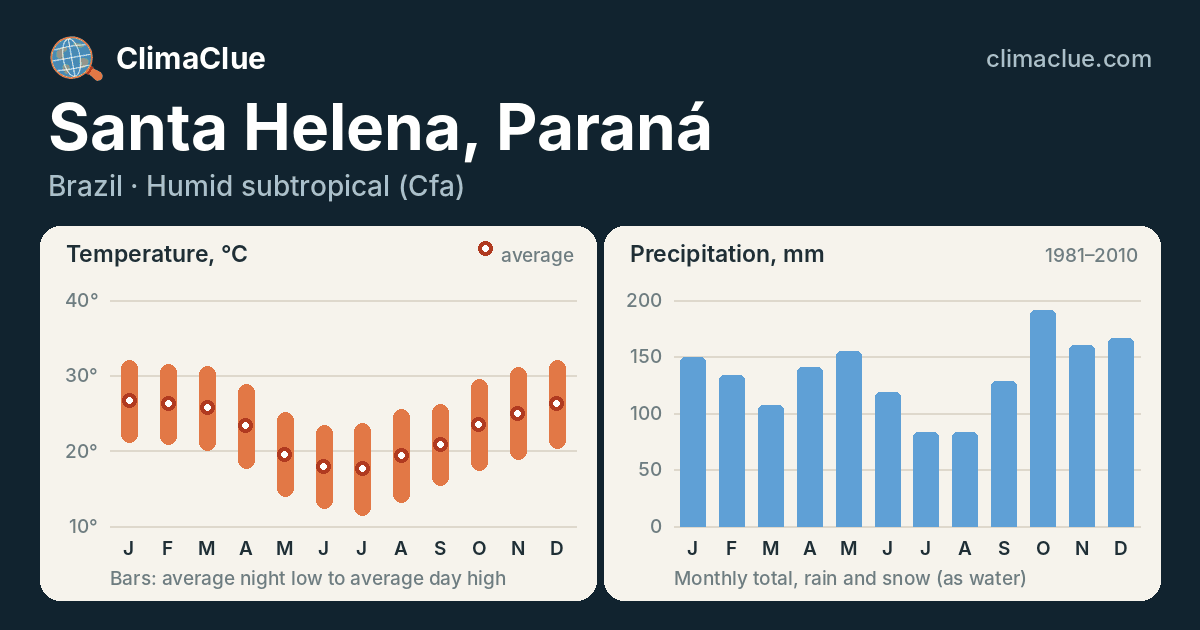 ClimaClue
climaclue.com
Santa Helena, Paraná
Brazil · Humid subtropical (Cfa)
Temperature, °C
average
40°
30°
20°
10°
J F M A M J J A S O N D
Bars: average night low to average day high
Precipitation, mm
1981–2010
200
150
100
50
0
J F M A M J J A S O N D
Monthly total, rain and snow (as water)